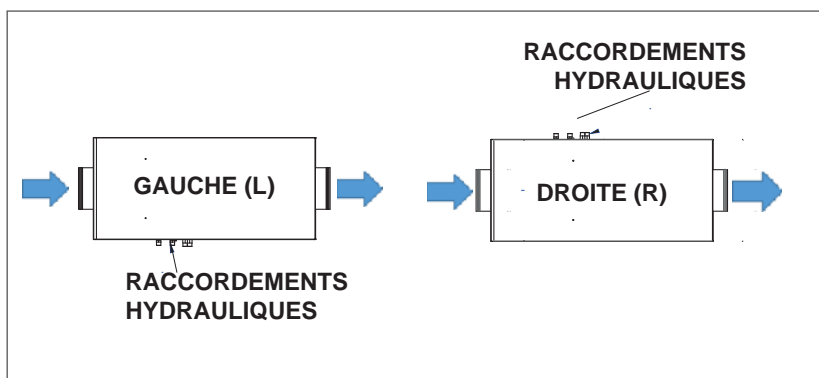 GAUCHE (L)
RACCORDEMENTS
HYDRAULIQUES
RACCORDEMENTS
HYDRAULIQUES
DROITE (R)